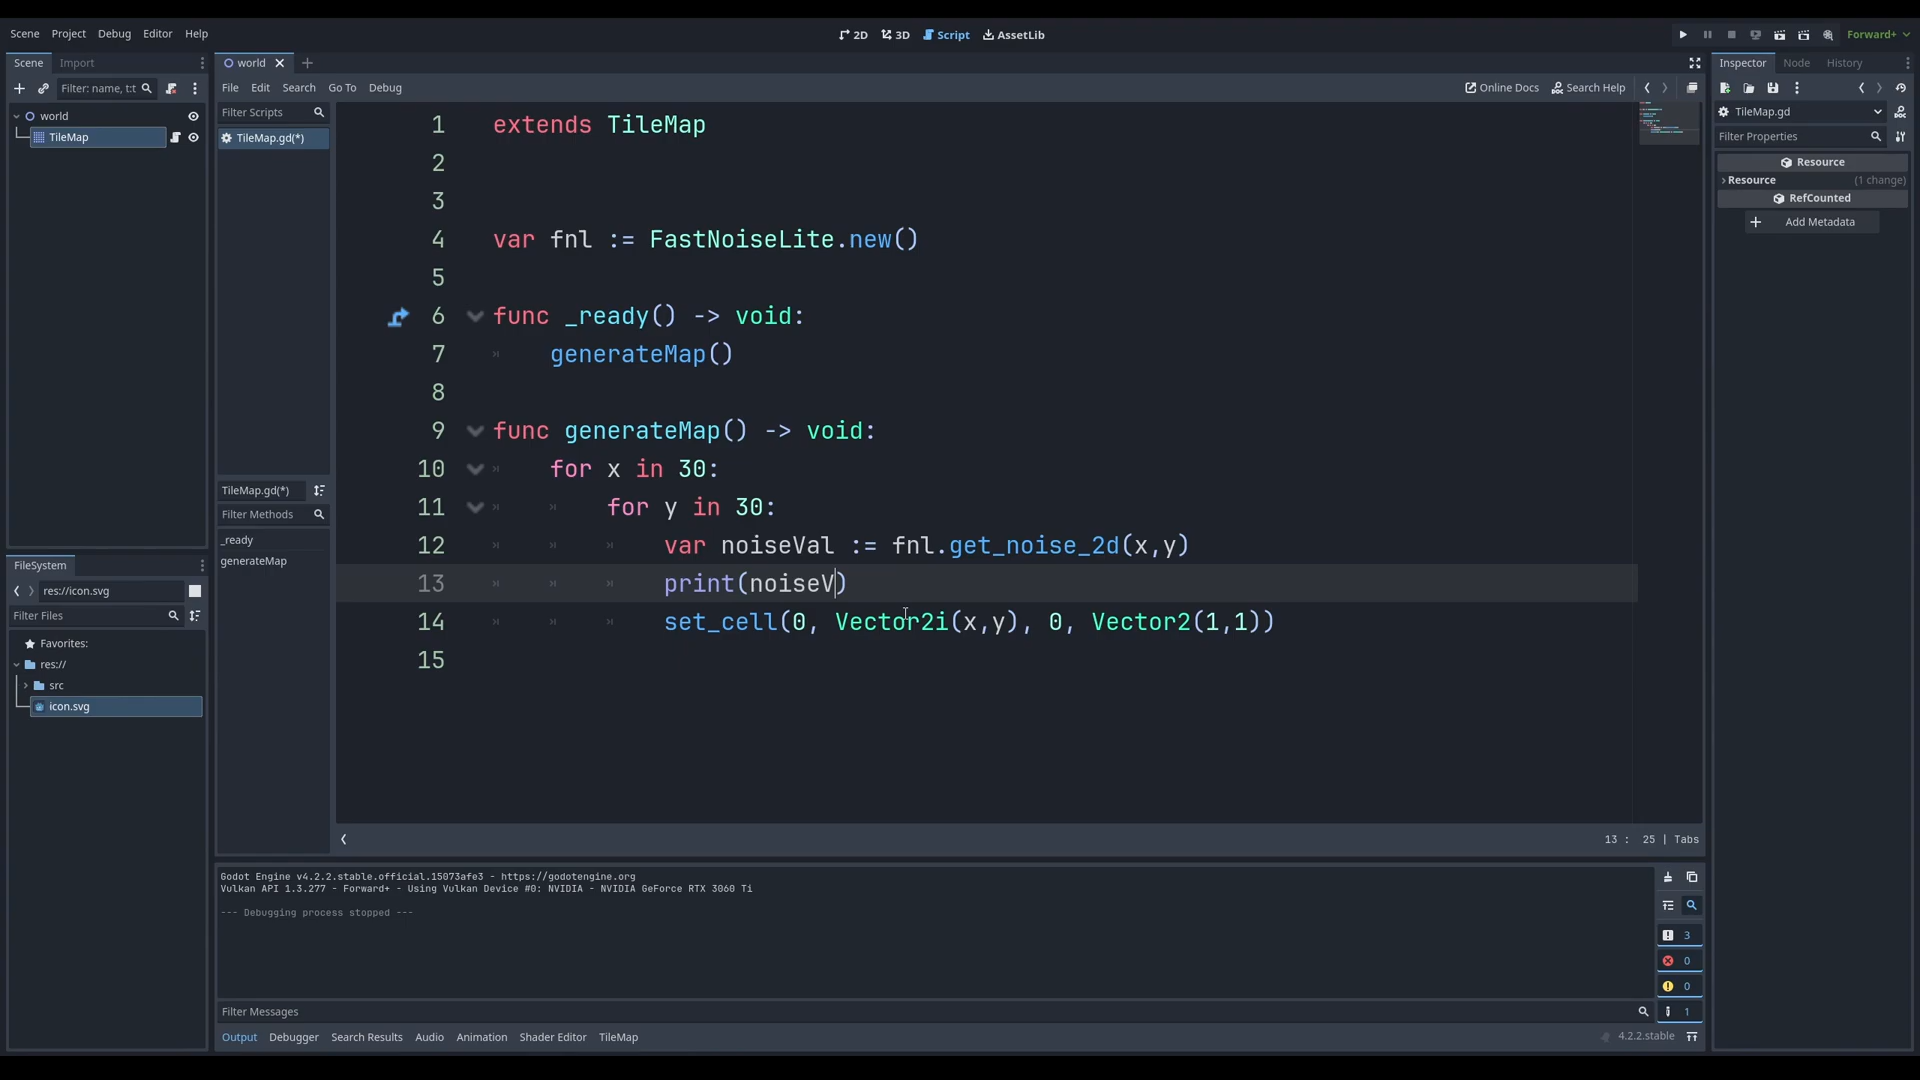 Scene Project Debug Editor Help
2D 3D Script AssetLib
Forward+
Scene Import
world
Inspector Node History
Filter: name, t:t
File Edit Search Go To Debug
Online Docs Search Help
world
TileMap
Filter Scripts
TileMap.gd(*)
TileMap.gd
Filter Properties
Resource
Resource (1 change)
RefCounted
Add Metadata
1 extends TileMap
2
3
4 var fnl := FastNoiseLite.new()
5
6 func _ready() -> void:
7 generateMap()
8
9 func generateMap() -> void:
10 for x in 30:
11 for y in 30:
12 var noiseVal := fnl.get_noise_2d(x,y)
13 print(noiseV)
14 set_cell(0, Vector2i(x,y), 0, Vector2(1,1))
15
TileMap.gd(*)
Filter Methods
_ready
generateMap
FileSystem
res://icon.svg
Filter Files
Favorites:
res://
src
icon.svg
13 : 25 | Tabs
Godot Engine v4.2.2.stable.official.15073afe3 - https://godotengine.org
Vulkan API 1.3.277 - Forward+ - Using Vulkan Device #0: NVIDIA - NVIDIA GeForce RTX 3060 Ti
--- Debugging process stopped ---
3
0
0
1
Filter Messages
Output Debugger Search Results Audio Animation Shader Editor TileMap
4.2.2.stable